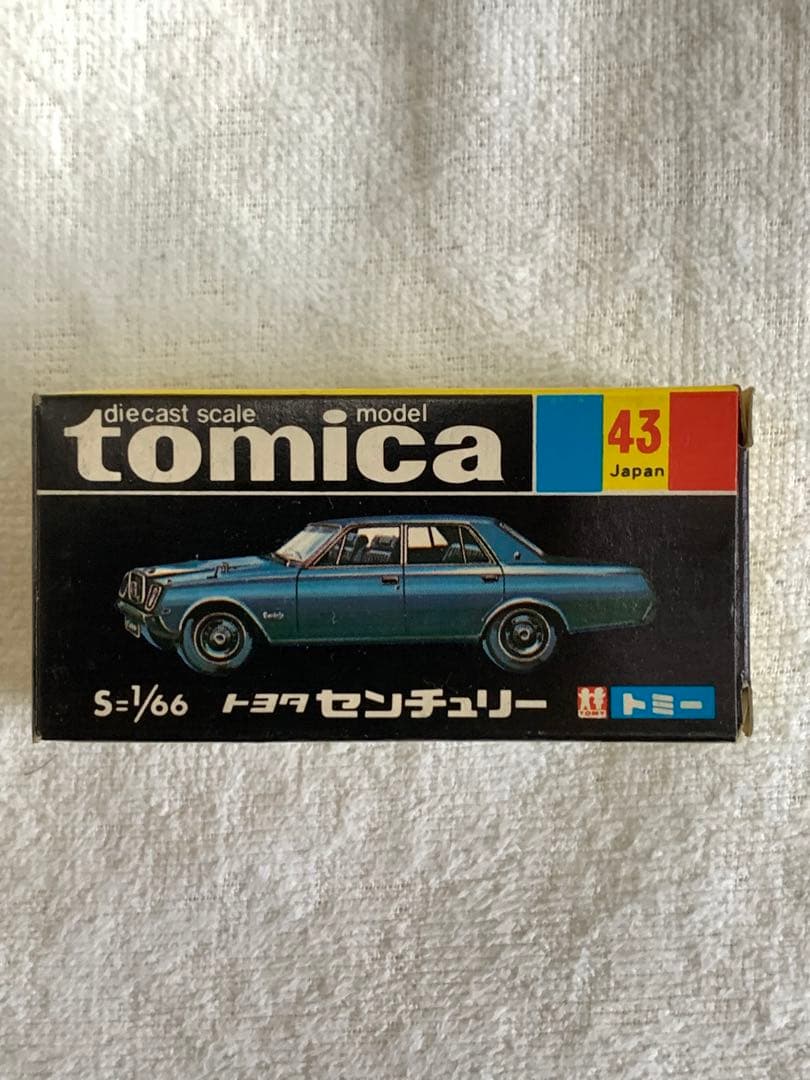 diecast scale model
tomica
43
Japan
S=1/66 トヨタ センチュリー
TOMY
トミー